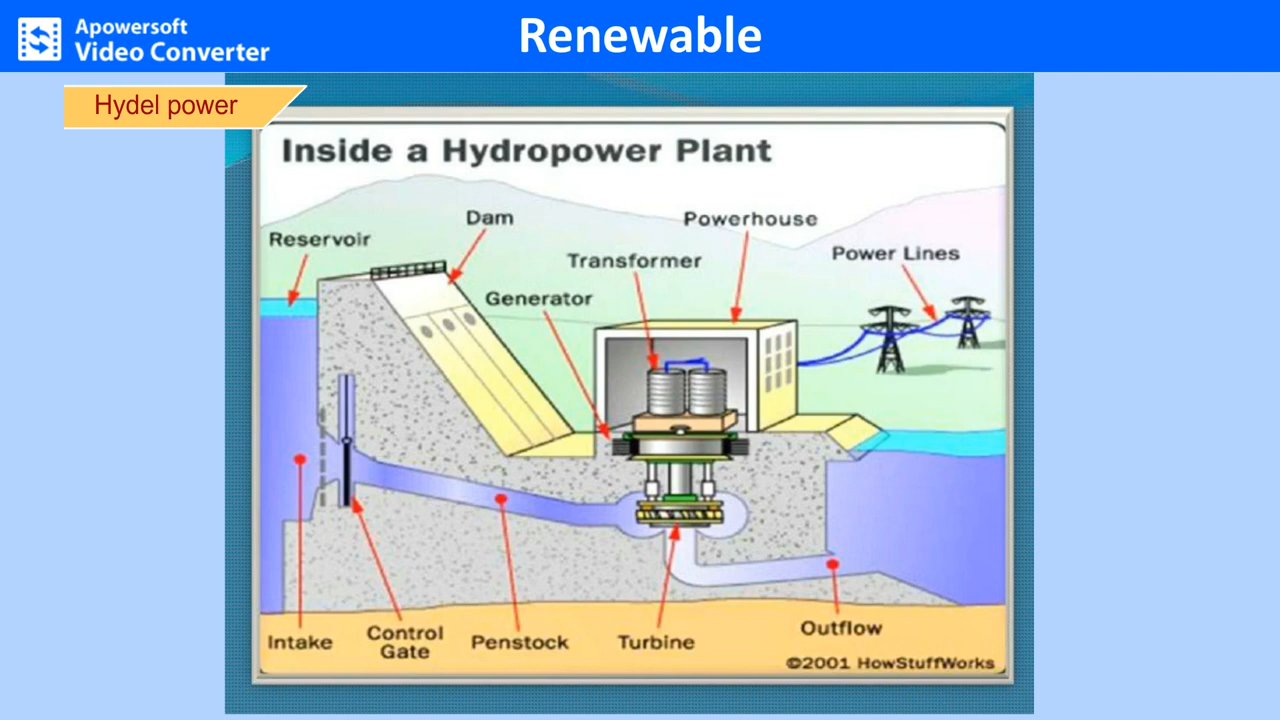 Apowersoft
Video Converter
Renewable
Hydel power
Inside a Hydropower Plant
Dam
Powerhouse
Reservoir
Transformer
Power Lines
Generator
Intake
Control
Gate
Penstock
Turbine
Outflow
©2001 HowStuffWorks